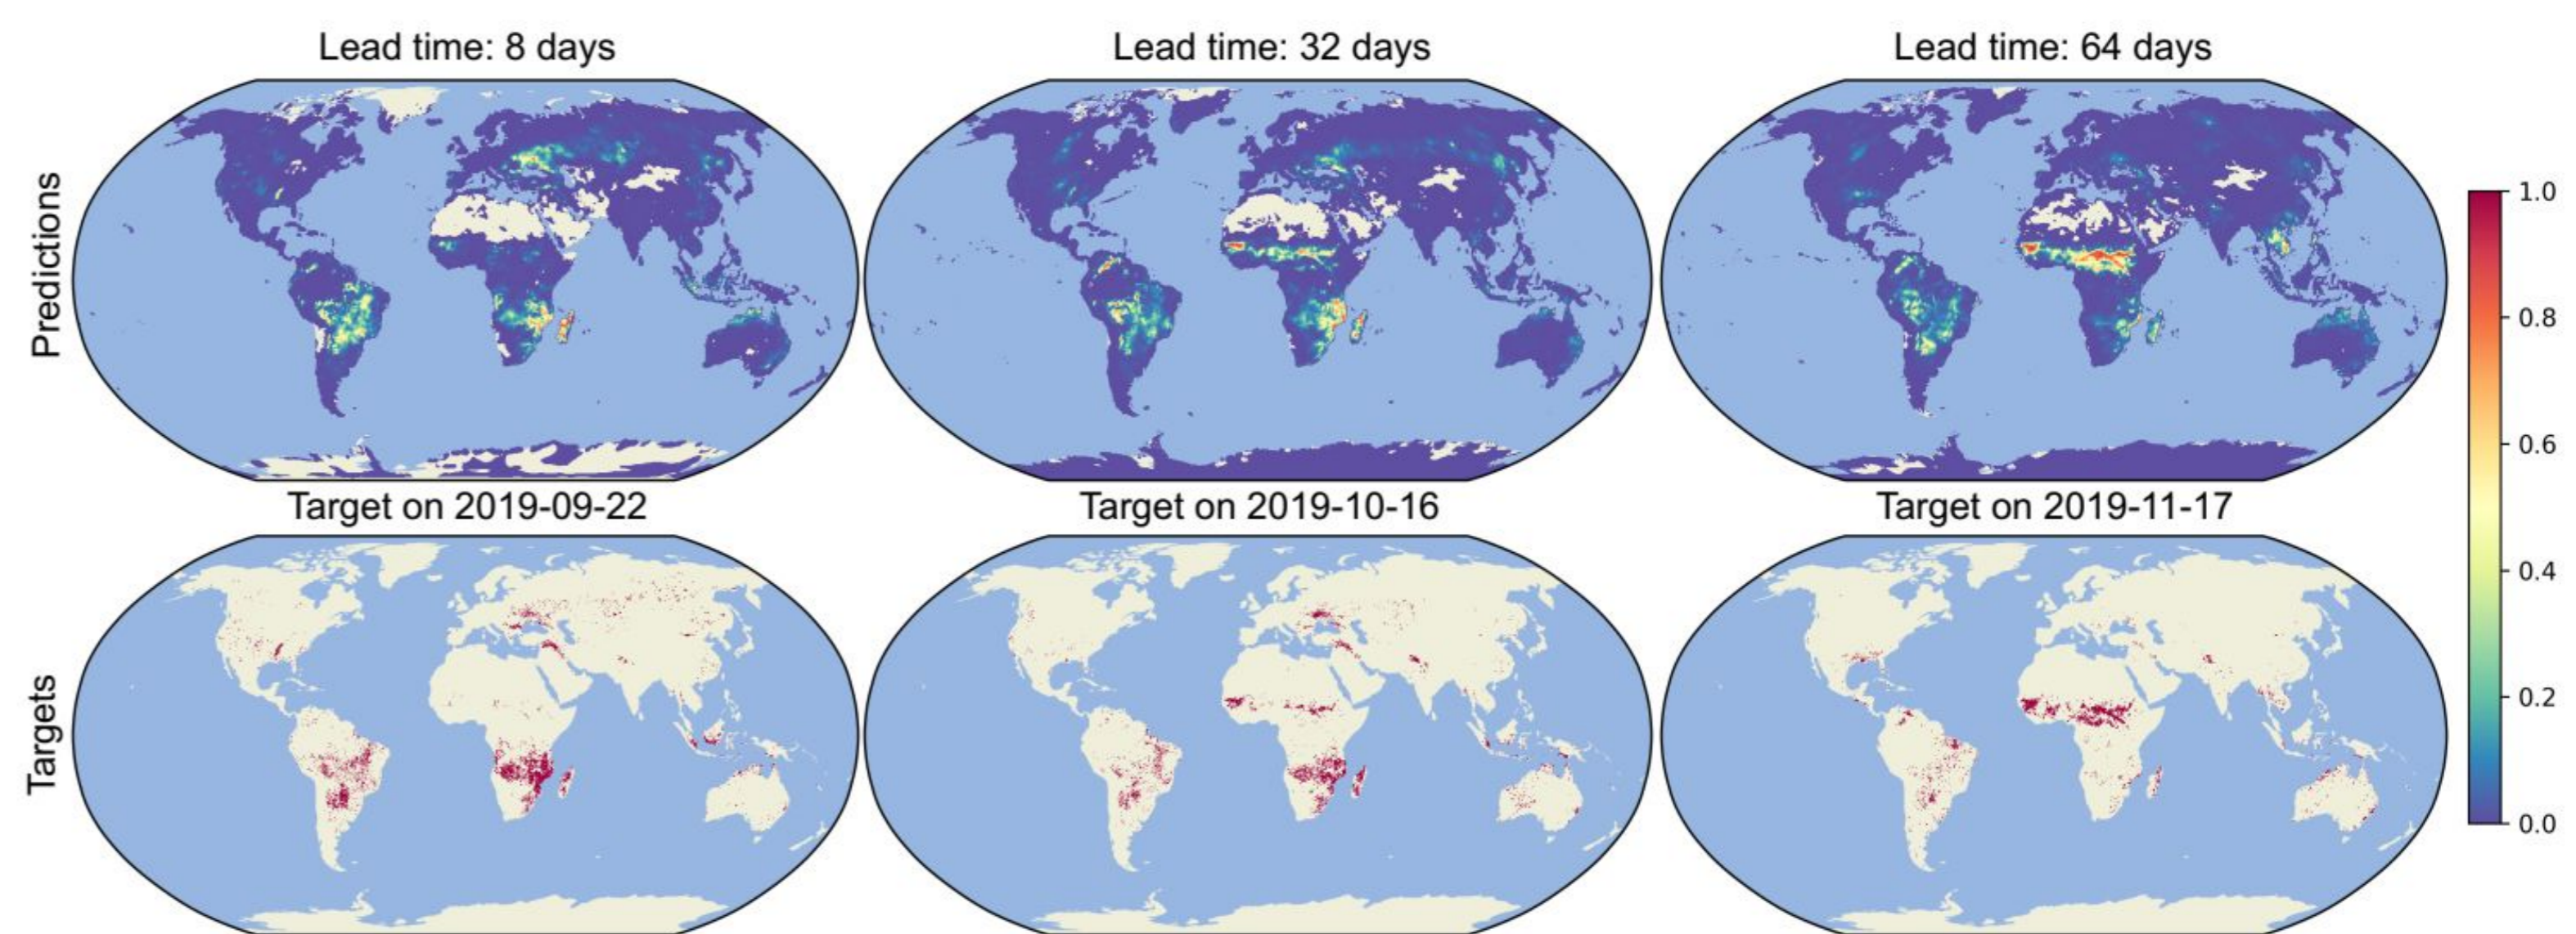 Lead time: 8 days
Lead time: 32 days
Lead time: 64 days
Predictions
1.0
0.8
0.6
0.4
0.2
0.0
Target on 2019-09-22
Target on 2019-10-16
Target on 2019-11-17
Targets